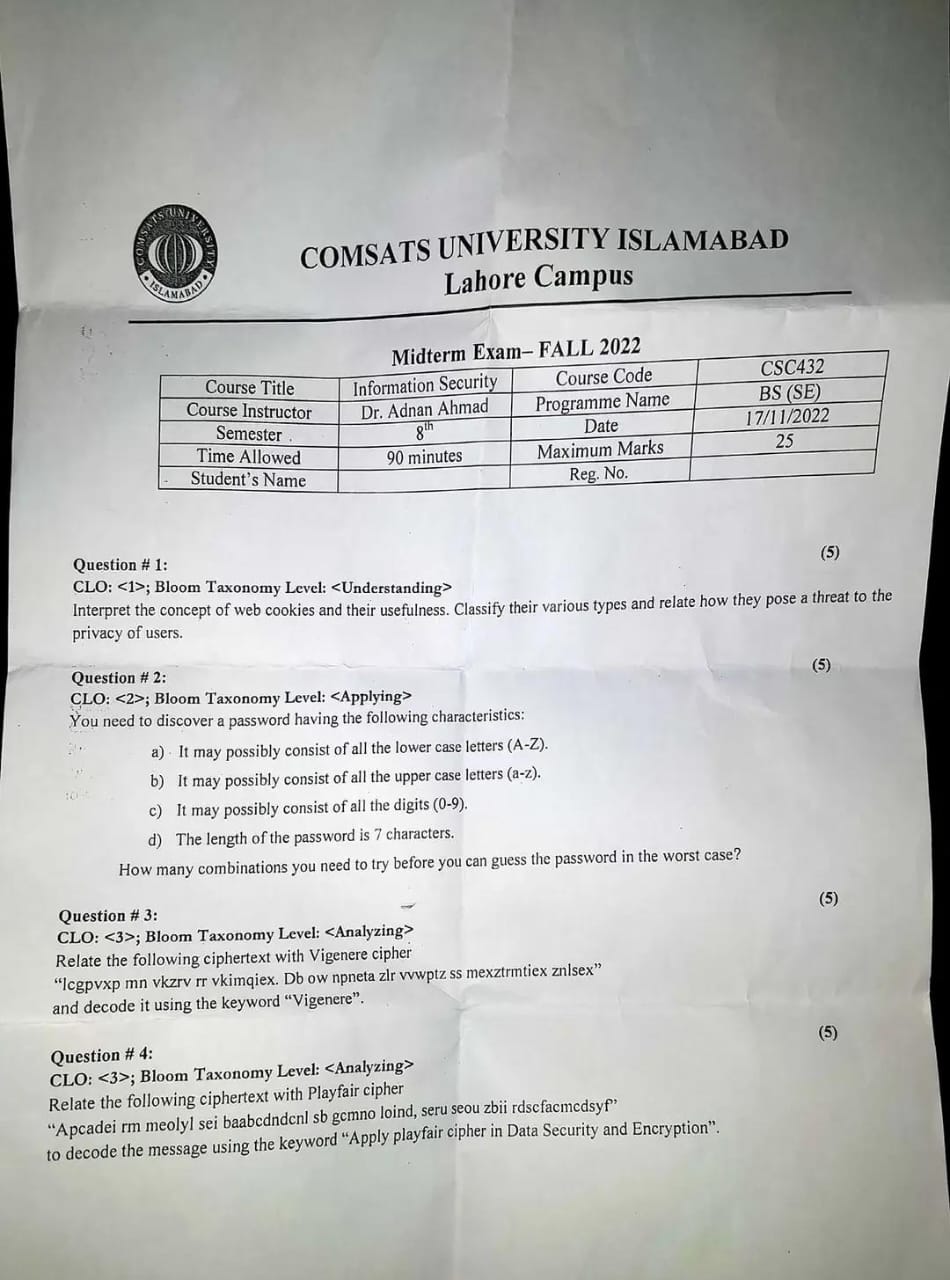 COMSATS UNIVERSITY ISLAMABAD
COMSATS UNIVERSITY ISLAMABAD
Lahore Campus
Midterm Exam– FALL 2022
Course Title Information Security Course Code CSC432
Course Instructor Dr. Adnan Ahmad Programme Name BS (SE)
Semester 8th Date 17/11/2022
Time Allowed 90 minutes Maximum Marks 25
Student's Name Reg. No.
Question # 1: (5)
CLO: <1>; Bloom Taxonomy Level: <Understanding>
Interpret the concept of web cookies and their usefulness. Classify their various types and relate how they pose a threat to the
privacy of users.
Question # 2: (5)
CLO: <2>; Bloom Taxonomy Level: <Applying>
You need to discover a password having the following characteristics:
a) It may possibly consist of all the lower case letters (A-Z).
b) It may possibly consist of all the upper case letters (a-z).
c) It may possibly consist of all the digits (0-9).
d) The length of the password is 7 characters.
How many combinations you need to try before you can guess the password in the worst case?
Question # 3: (5)
CLO: <3>; Bloom Taxonomy Level: <Analyzing>
Relate the following ciphertext with Vigenere cipher
"Icgpvxp mn vkzrv rr vkimqiex. Db ow npneta zlr vvwptz ss mexztrmtiex znlsex"
and decode it using the keyword "Vigenere".
Question # 4: (5)
CLO: <3>; Bloom Taxonomy Level: <Analyzing>
Relate the following ciphertext with Playfair cipher
"Apcadei rm meolyl sei baabcdndcnl sb gcmno loind, seru seou zbii rdscfacmcdsyf"
to decode the message using the keyword "Apply playfair cipher in Data Security and Encryption".